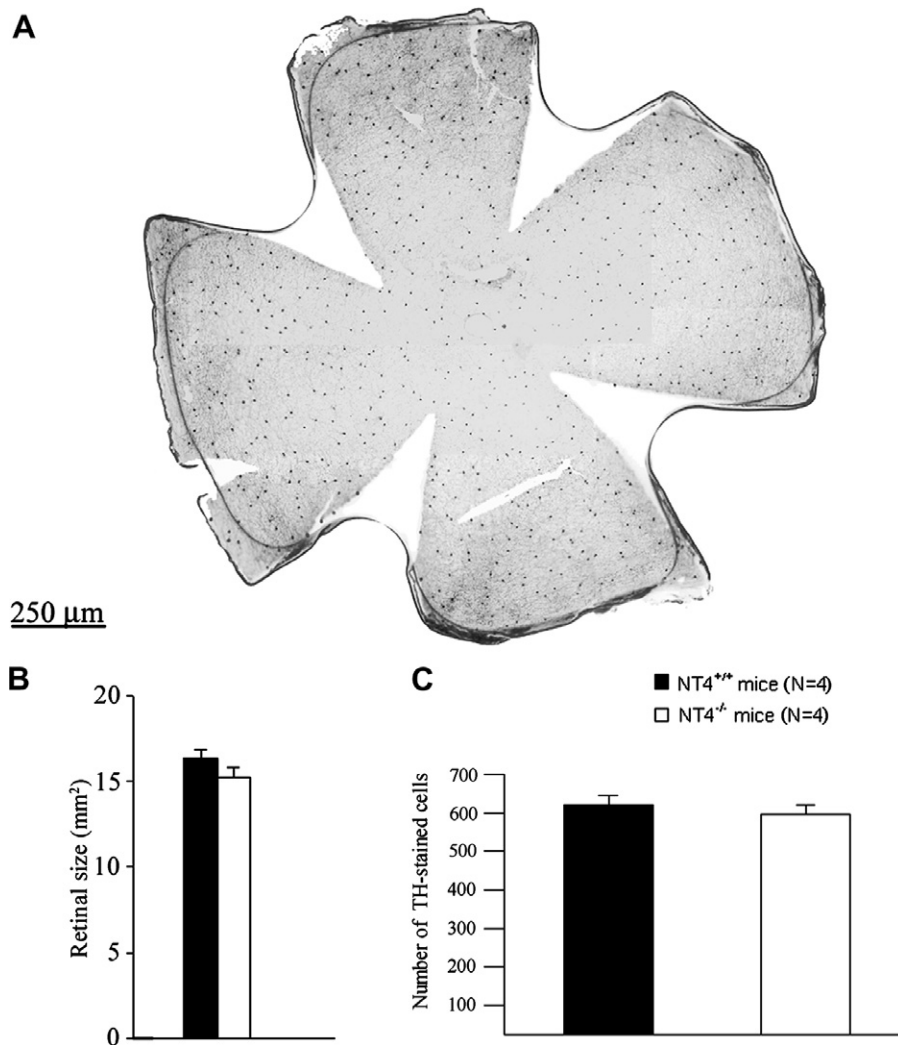 A
250 µm
B
Retinal size (mm²)
20
15
10
5
0
C
NT4+/+ mice (N=4)
NT4-/- mice (N=4)
Number of TH-stained cells
700
600
500
400
300
200
100